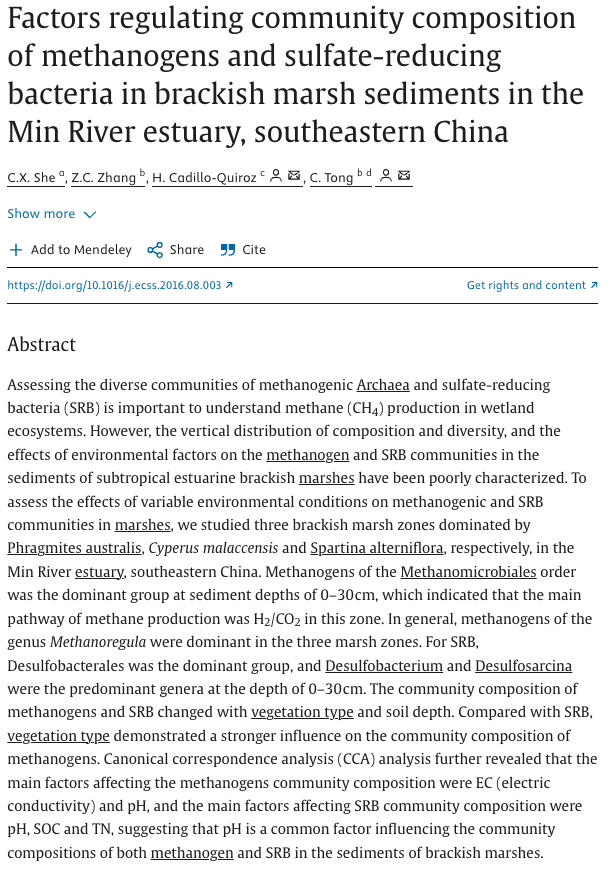 Factors regulating community composition
of methanogens and sulfate-reducing
bacteria in brackish marsh sediments in the
Min River estuary, southeastern China
C.X. She a, Z.C. Zhang b, H. Cadillo-Quiroz c, C. Tong b d
Show more
Add to Mendeley Share Cite
https://doi.org/10.1016/j.ecss.2016.08.003 Get rights and content
Abstract
Assessing the diverse communities of methanogenic Archaea and sulfate-reducing
bacteria (SRB) is important to understand methane (CH4) production in wetland
ecosystems. However, the vertical distribution of composition and diversity, and the
effects of environmental factors on the methanogen and SRB communities in the
sediments of subtropical estuarine brackish marshes have been poorly characterized. To
assess the effects of variable environmental conditions on methanogenic and SRB
communities in marshes, we studied three brackish marsh zones dominated by
Phragmites australis, Cyperus malaccensis and Spartina alterniflora, respectively, in the
Min River estuary, southeastern China. Methanogens of the Methanomicrobiales order
was the dominant group at sediment depths of 0–30cm, which indicated that the main
pathway of methane production was H2/CO2 in this zone. In general, methanogens of the
genus Methanoregula were dominant in the three marsh zones. For SRB,
Desulfobacterales was the dominant group, and Desulfobacterium and Desulfosarcina
were the predominant genera at the depth of 0–30cm. The community composition of
methanogens and SRB changed with vegetation type and soil depth. Compared with SRB,
vegetation type demonstrated a stronger influence on the community composition of
methanogens. Canonical correspondence analysis (CCA) analysis further revealed that the
main factors affecting the methanogens community composition were EC (electric
conductivity) and pH, and the main factors affecting SRB community composition were
pH, SOC and TN, suggesting that pH is a common factor influencing the community
compositions of both methanogen and SRB in the sediments of brackish marshes.